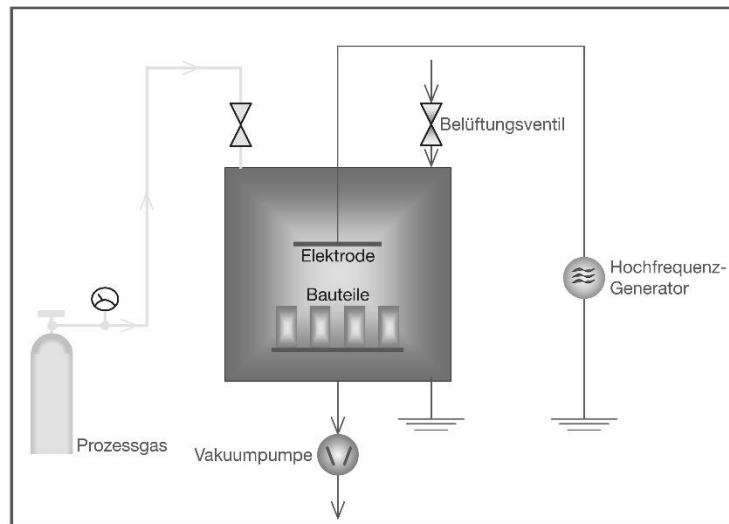 Belüftungsventil
Elektrode
Hochfrequenz-
Generator
Bauteile
Prozessgas
Vakuumpumpe